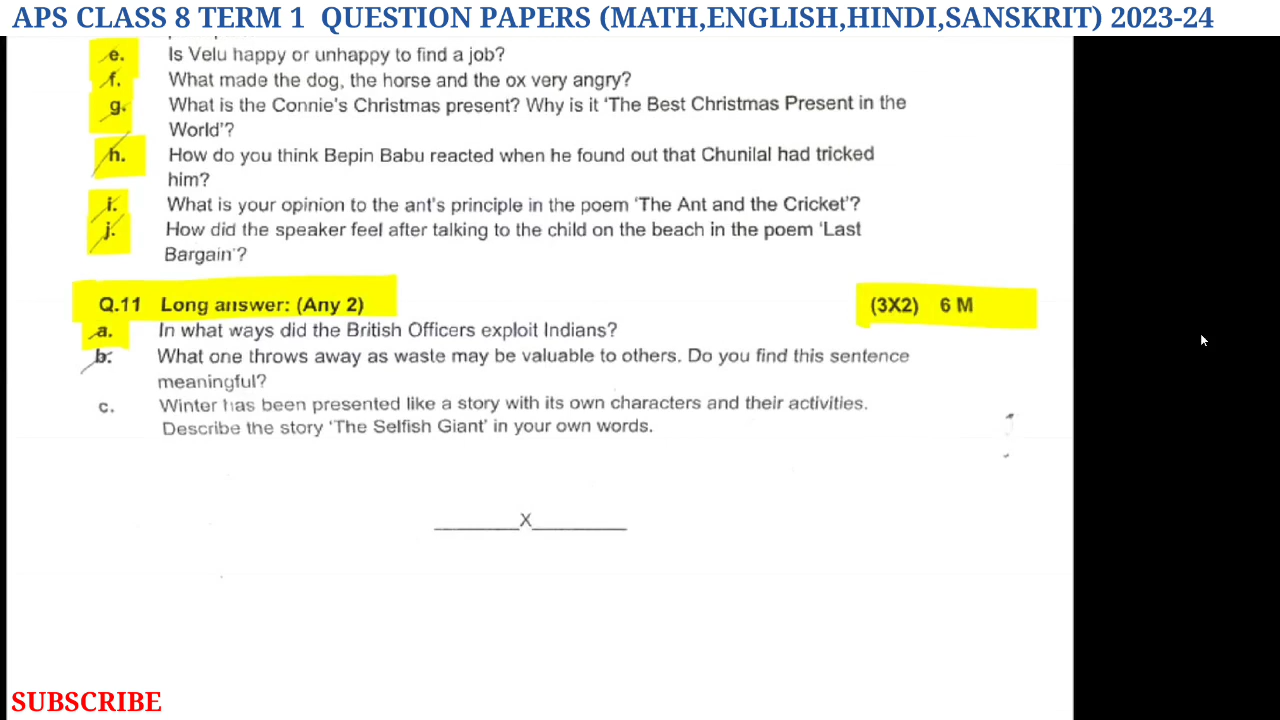 APS CLASS 8 TERM 1 QUESTION PAPERS (MATH,ENGLISH,HINDI,SANSKRIT) 2023-24
e. Is Velu happy or unhappy to find a job?
f. What made the dog, the horse and the ox very angry?
g. What is the Connie's Christmas present? Why is it 'The Best Christmas Present in the
World'?
h. How do you think Bepin Babu reacted when he found out that Chunilal had tricked
him?
i. What is your opinion to the ant's principle in the poem 'The Ant and the Cricket'?
j. How did the speaker feel after talking to the child on the beach in the poem 'Last
Bargain'?
Q.11 Long answer: (Any 2) (3X2) 6 M
a. In what ways did the British Officers exploit Indians?
b. What one throws away as waste may be valuable to others. Do you find this sentence
meaningful?
c. Winter has been presented like a story with its own characters and their activities.
Describe the story 'The Selfish Giant' in your own words.
________X_________
SUBSCRIBE